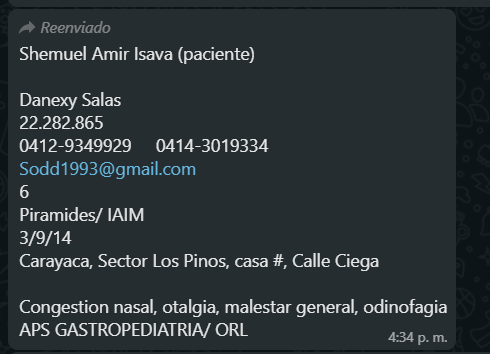 Reenviado
Shemuel Amir Isava (paciente)
Danexy Salas
22.282.865
0412-9349929 0414-3019334
Sodd1993@gmail.com
6
Piramides/ IAIM
3/9/14
Carayaca, Sector Los Pinos, casa #, Calle Ciega
Congestion nasal, otalgia, malestar general, odinofagia
APS GASTROPEDIATRIA/ ORL
4:34 p. m.